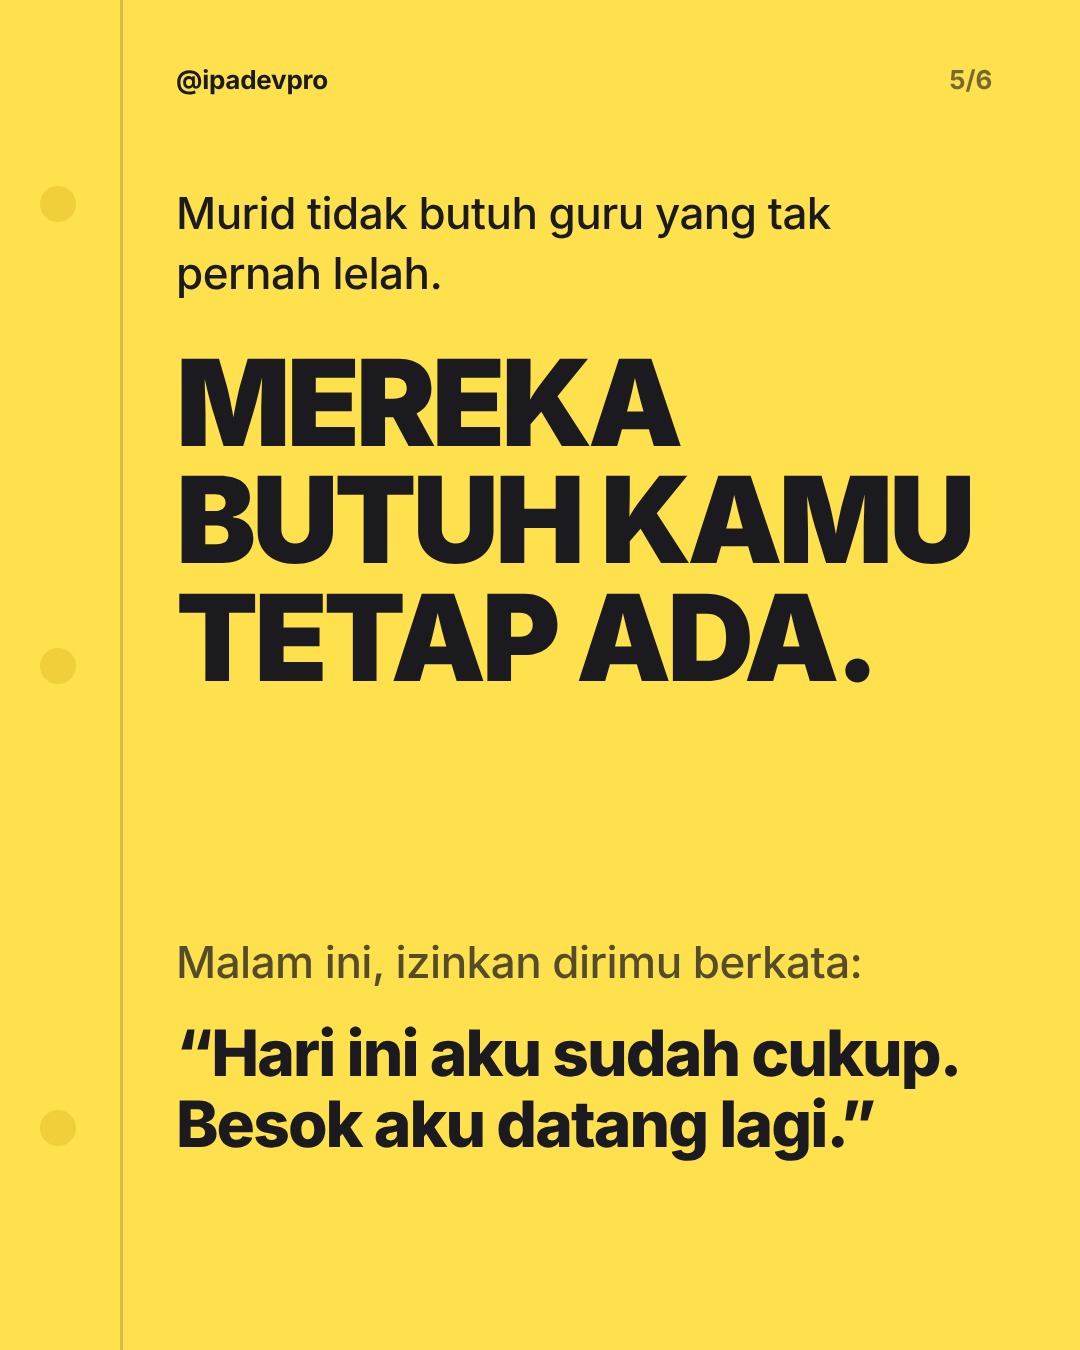 @ipadevpro
5/6
Murid tidak butuh guru yang tak
pernah lelah.
MEREKA
BUTUH KAMU
TETAP ADA.
Malam ini, izinkan dirimu berkata:
“Hari ini aku sudah cukup.
Besok aku datang lagi.”